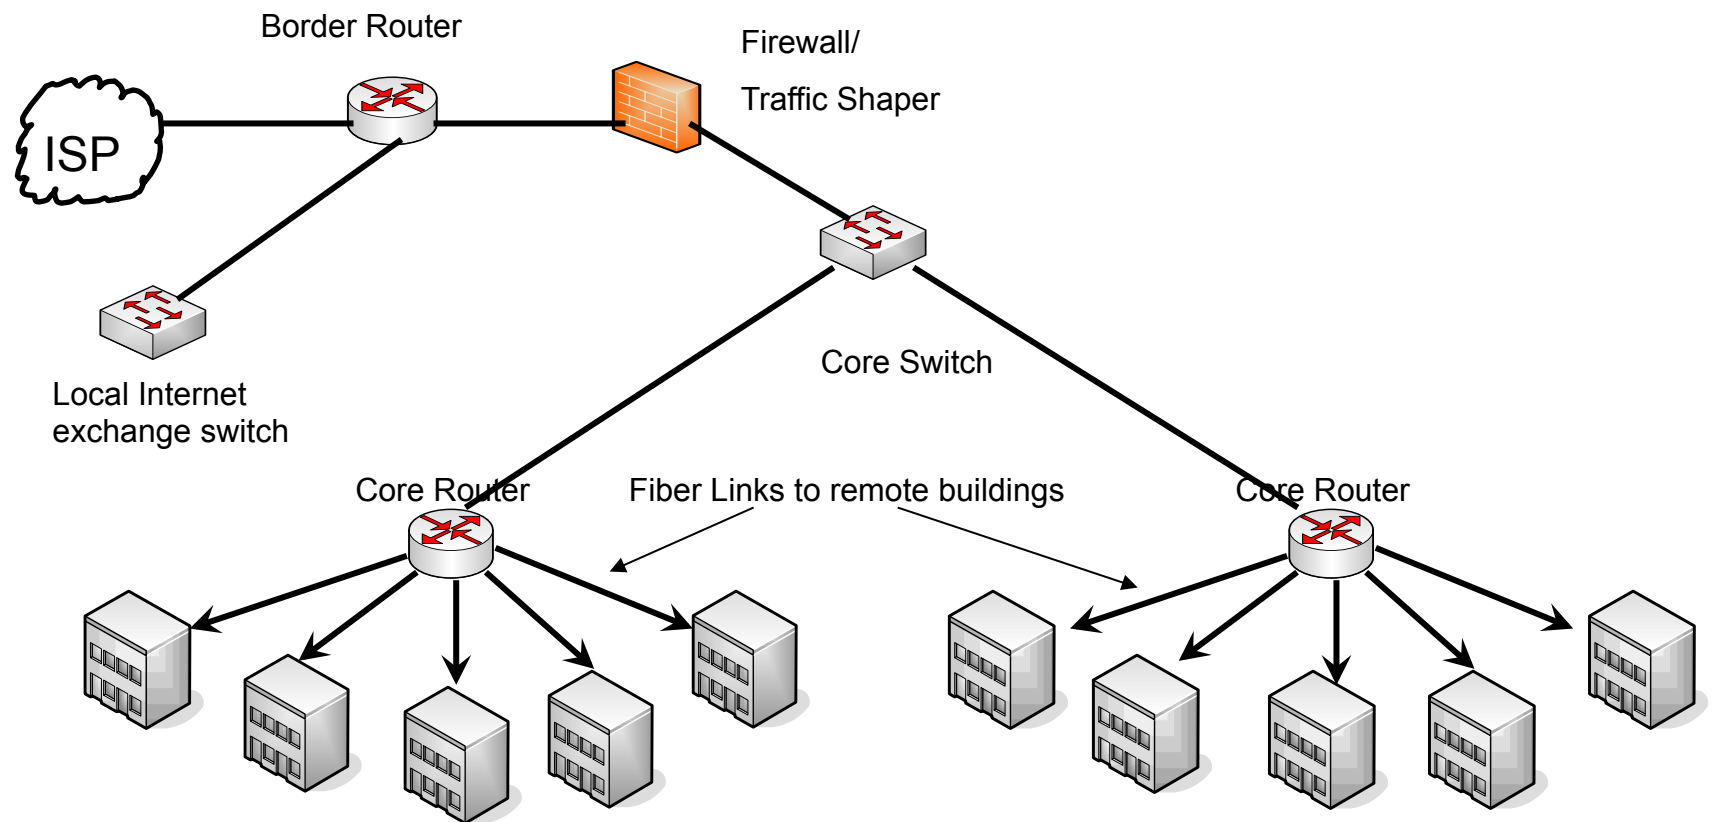 Border Router
Firewall/
Traffic Shaper
ISP
Core Switch
Local Internet
exchange switch
Core Router
Fiber Links to remote buildings
Core Router